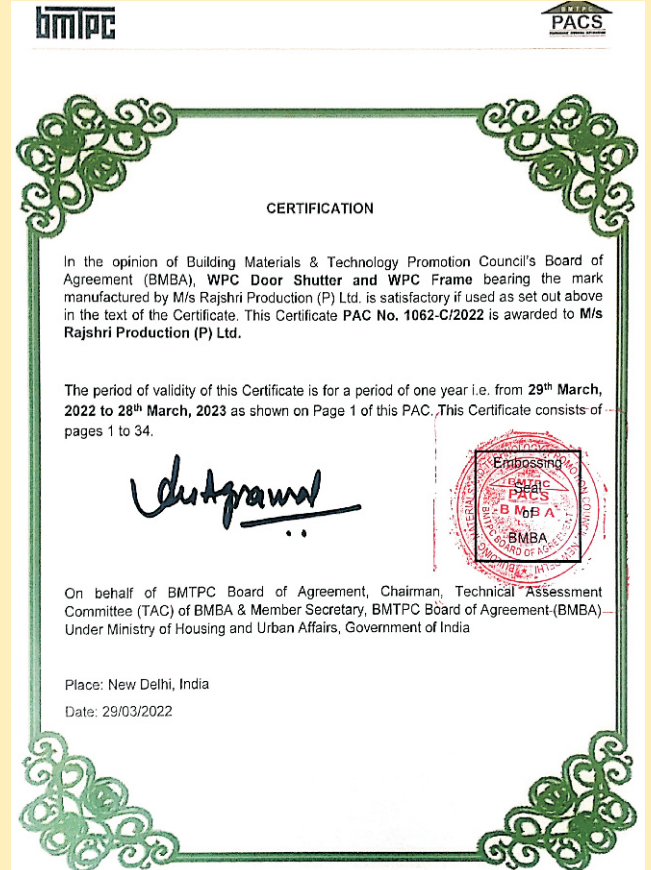 bmTPC
BMTPC
PACS
CERTIFICATION
In the opinion of Building Materials & Technology Promotion Council's Board of
Agreement (BMBA), WPC Door Shutter and WPC Frame bearing the mark
manufactured by M/s Rajshri Production (P) Ltd. is satisfactory if used as set out above
in the text of the Certificate. This Certificate PAC No. 1062-C/2022 is awarded to M/s
Rajshri Production (P) Ltd.
The period of validity of this Certificate is for a period of one year i.e. from 29th March,
2022 to 28th March, 2023 as shown on Page 1 of this PAC. This Certificate consists of
pages 1 to 34.
Embossing
Seal
of
BMBA
BMTPC
PACS
BMBA
BMTPC BOARD OF AGREEMENT
On behalf of BMTPC Board of Agreement, Chairman, Technical Assessment
Committee (TAC) of BMBA & Member Secretary, BMTPC Board of Agreement (BMBA)
Under Ministry of Housing and Urban Affairs, Government of India
Place: New Delhi, India
Date: 29/03/2022